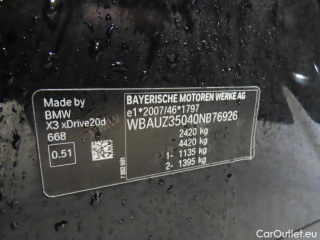 Made by
BMW
X3 xDrive20d
668
0.51
BAYERISCHE MOTOREN WERKE AG
e1*2007/46*1797
WBAUZ35040NB76926
2420 kg
4420 kg
1- 1135 kg
2- 1395 kg
CarOutlet.eu